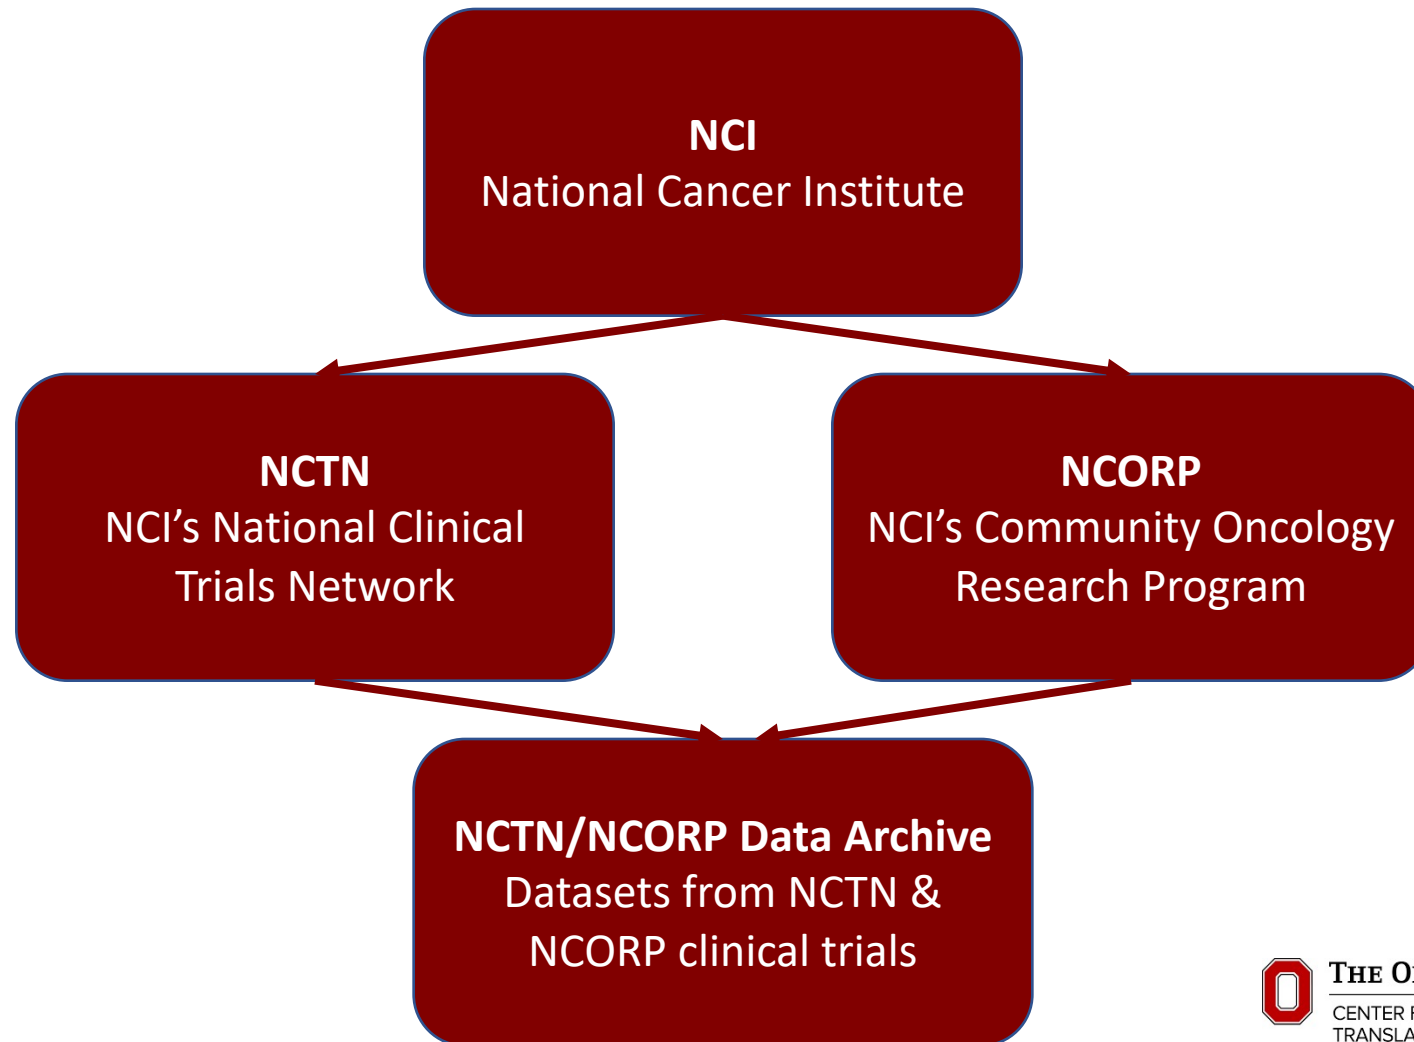 NCI
National Cancer Institute
NCTN
NCI’s National Clinical
Trials Network
NCORP
NCI’s Community Oncology
Research Program
NCTN/NCORP Data Archive
Datasets from NCTN &
NCORP clinical trials
THE
CENTER